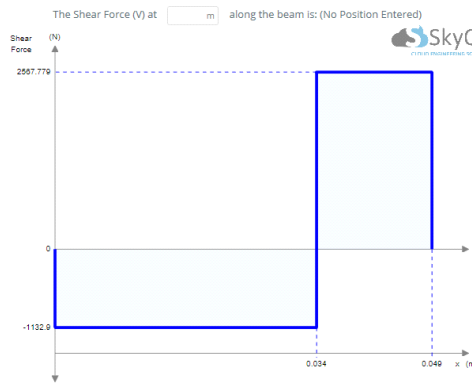 The Shear Force (V) at m along the beam is: (No Position Entered)
Shear Force (N)
SkyC
2567.779
0
-1132.9
0.034
0.049
x (m